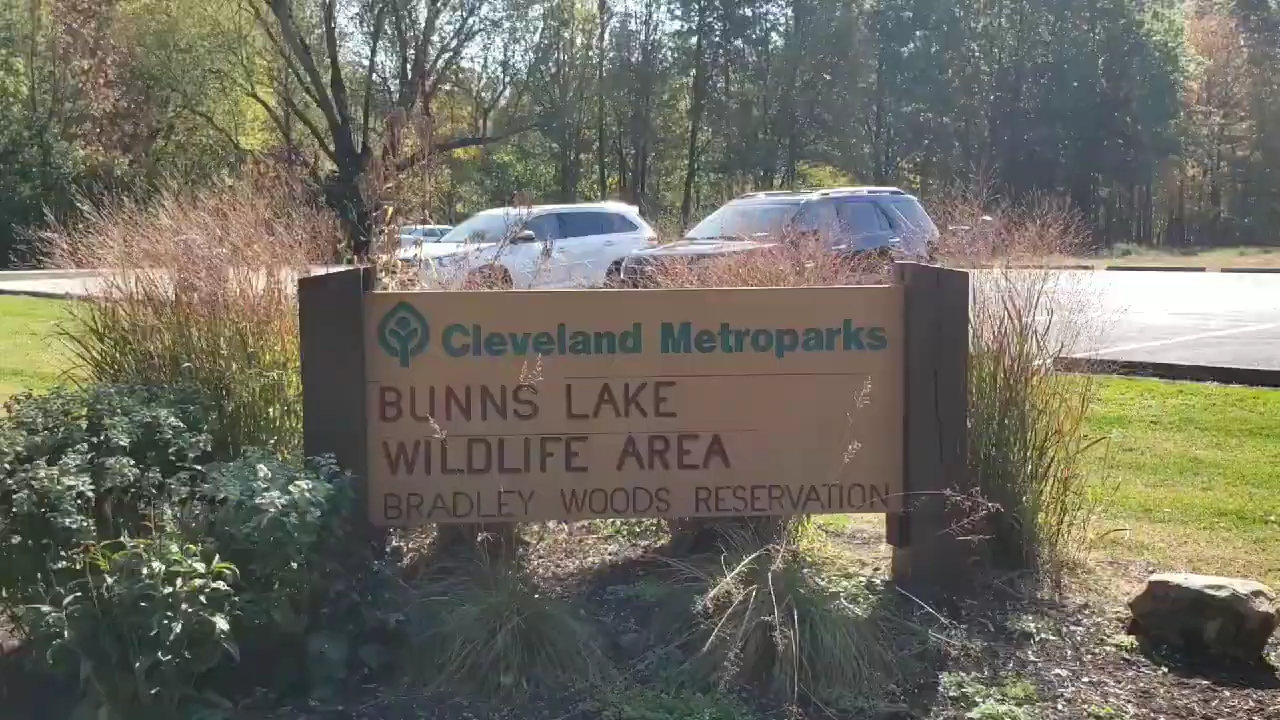 Cleveland Metroparks
BUNNS LAKE
WILDLIFE AREA
BRADLEY WOODS RESERVATION